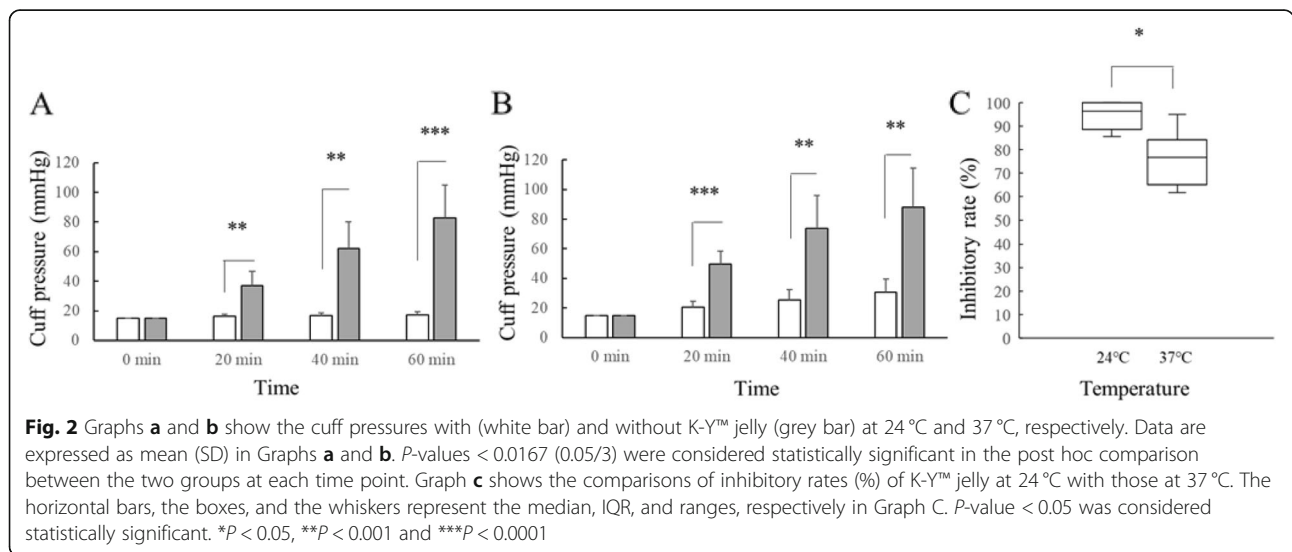 A
Cuff pressure (mmHg)
120
100
80
60
40
20
0
**
**
***
0 min 20 min 40 min 60 min
Time
B
Cuff pressure (mmHg)
120
100
80
60
40
20
0
***
**
**
0 min 20 min 40 min 60 min
Time
C
Inhibitory rate (%)
100
90
80
70
60
50
40
30
20
10
0
*
24°C 37°C
Temperature
Fig. 2 Graphs a and b show the cuff pressures with (white bar) and without K-Y™ jelly (grey bar) at 24 °C and 37 °C, respectively. Data are
expressed as mean (SD) in Graphs a and b. P-values < 0.0167 (0.05/3) were considered statistically significant in the post hoc comparison
between the two groups at each time point. Graph c shows the comparisons of inhibitory rates (%) of K-Y™ jelly at 24 °C with those at 37 °C. The
horizontal bars, the boxes, and the whiskers represent the median, IQR, and ranges, respectively in Graph C. P-value < 0.05 was considered
statistically significant. *P < 0.05, **P < 0.001 and ***P < 0.0001